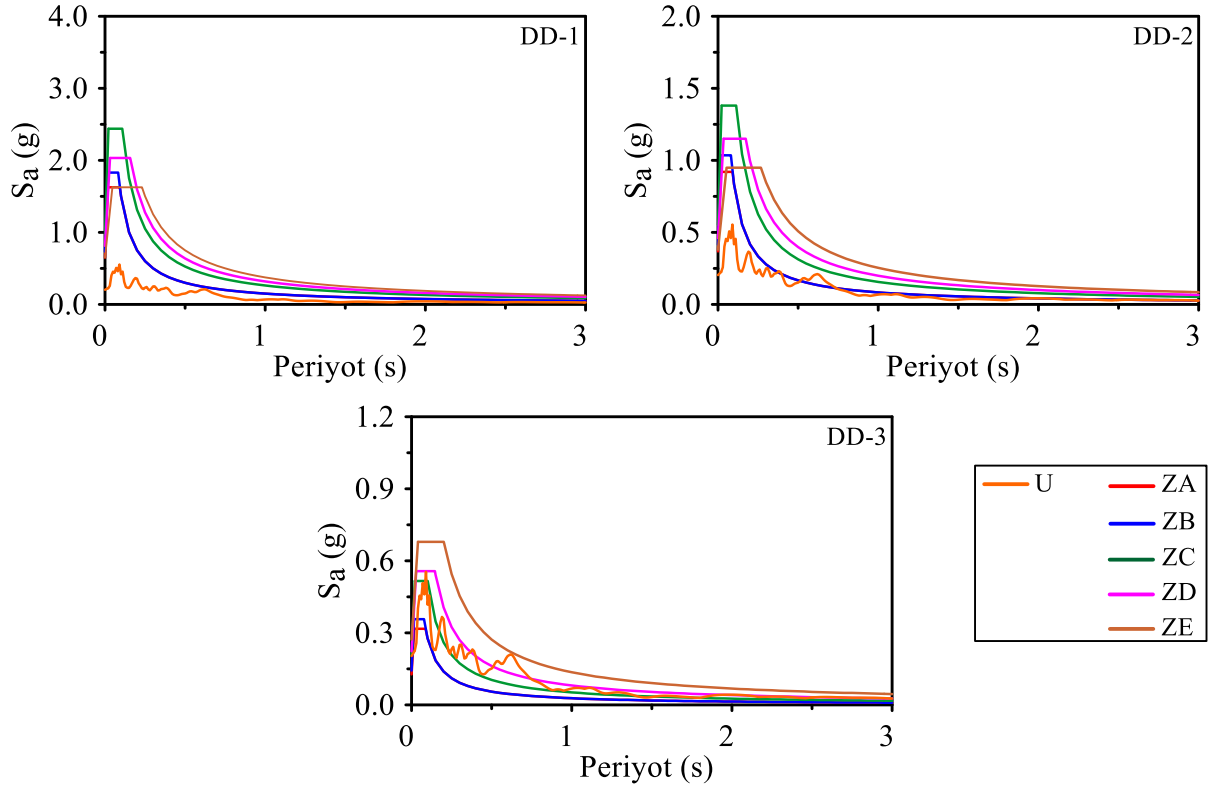 DD-1
4.0
3.0
2.0
1.0
0.0
Sa (g)
0
1
2
3
Periyot (s)
DD-2
2.0
1.5
1.0
0.5
0.0
Sa (g)
0
1
2
3
Periyot (s)
DD-3
1.2
0.9
0.6
0.3
0.0
Sa (g)
0
1
2
3
Periyot (s)
U
ZA
ZB
ZC
ZD
ZE